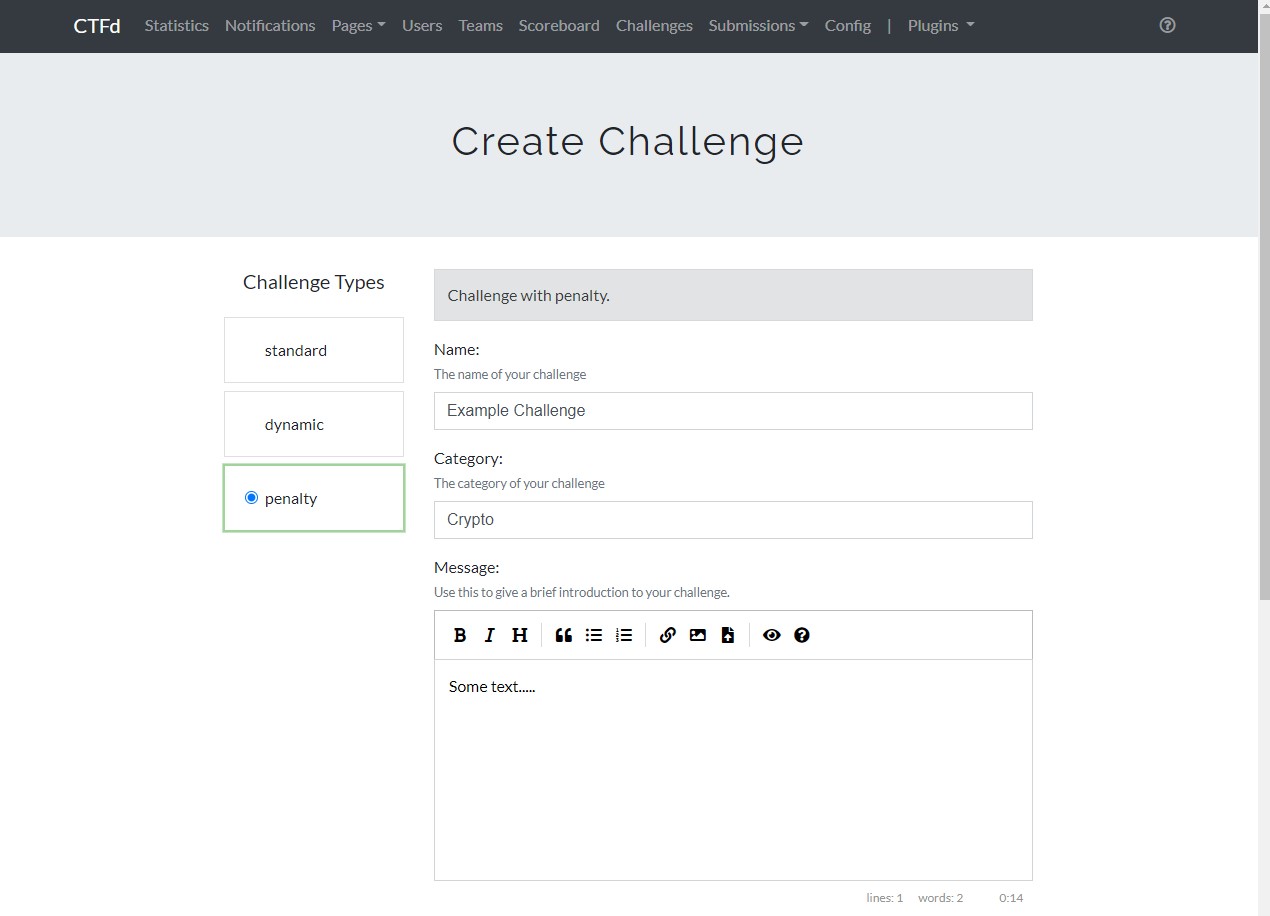 CTFd Statistics Notifications Pages Users Teams Scoreboard Challenges Submissions Config | Plugins
Create Challenge
Challenge Types
standard
dynamic
penalty
Challenge with penalty.
Name:
The name of your challenge
Example Challenge
Category:
The category of your challenge
Crypto
Message:
Use this to give a brief introduction to your challenge.
B I H
Some text.....
lines: 1 words: 2 0:14